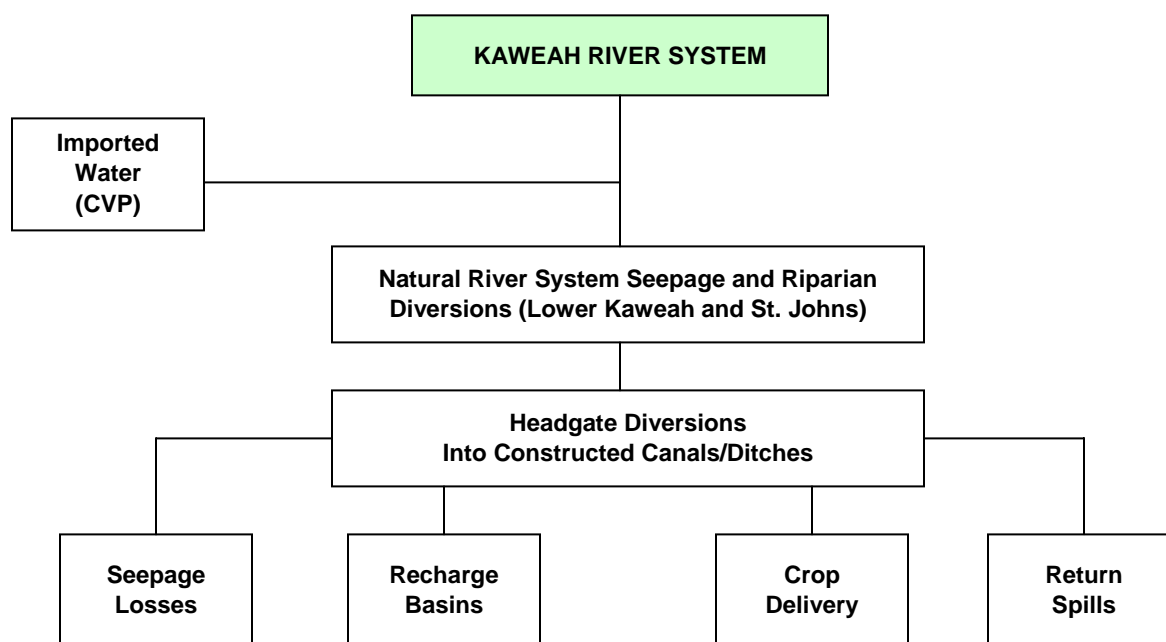 KAWEAH RIVER SYSTEM
Imported
Water
(CVP)
Natural River System Seepage and Riparian
Diversions (Lower Kaweah and St. Johns)
Headgate Diversions
Into Constructed Canals/Ditches
Seepage
Losses
Recharge
Basins
Crop
Delivery
Return
Spills